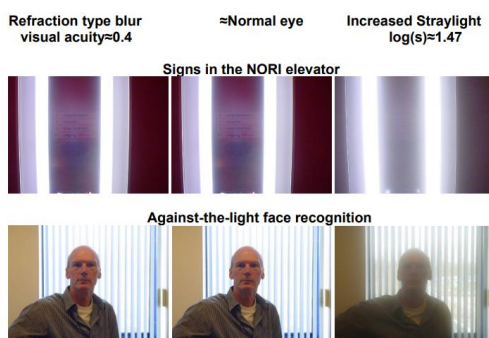 Refraction type blur
visual acuity≈0.4
≈Normal eye
Increased Straylight
log(s)≈1.47
Signs in the NORI elevator
Against-the-light face recognition